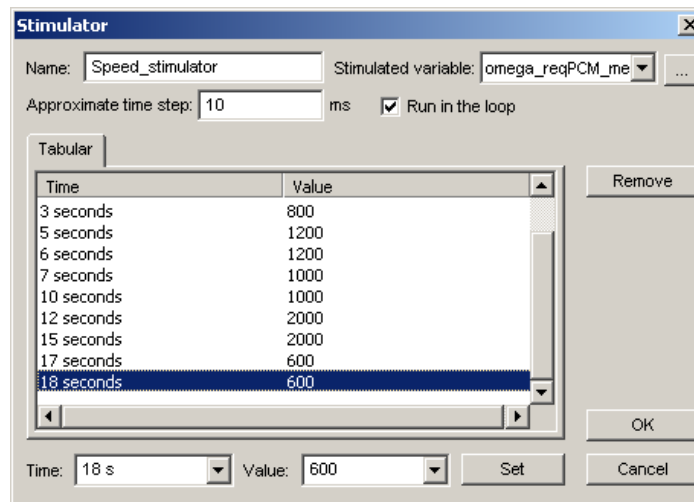 Stimulator
Name: Speed_stimulator Stimulated variable: omega_reqPCM_me ...
Approximate time step: 10 ms Run in the loop
Tabular
Time Value Remove
3 seconds 800
5 seconds 1200
6 seconds 1200
7 seconds 1000
10 seconds 1000
12 seconds 2000
15 seconds 2000
17 seconds 600
18 seconds 600
OK
Time: 18 s Value: 600 Set Cancel